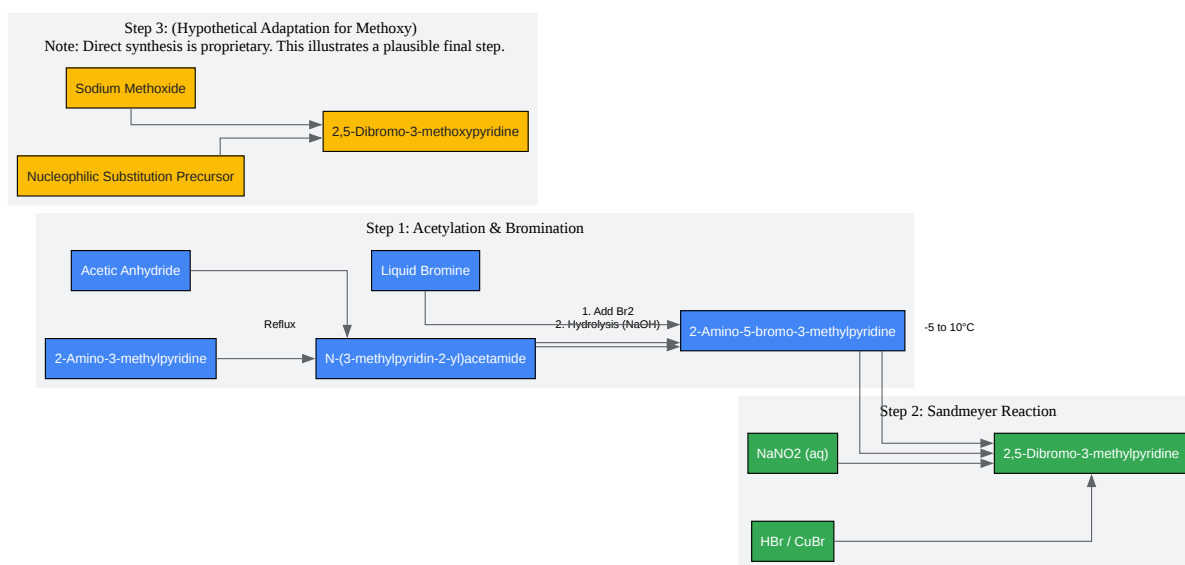 Step 3: (Hypothetical Adaptation for Methoxy)
Note: Direct synthesis is proprietary. This illustrates a plausible final step.
Sodium Methoxide
2,5-Dibromo-3-methoxypyridine
Nucleophilic Substitution Precursor
Step 1: Acetylation & Bromination
Acetic Anhydride
Liquid Bromine
Reflux
1. Add Br2
2. Hydrolysis (NaOH)
2-Amino-5-bromo-3-methylpyridine
-5 to 10°C
2-Amino-3-methylpyridine
N-(3-methylpyridin-2-yl)acetamide
Step 2: Sandmeyer Reaction
NaNO2 (aq)
2,5-Dibromo-3-methylpyridine
HBr / CuBr